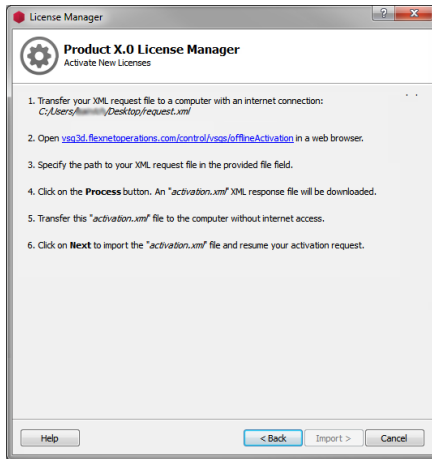 License Manager
?
x
Product X.0 License Manager
Activate New Licenses
1. Transfer your XML request file to a computer with an internet connection:
C:/Users/ /Desktop/request.xml
2. Open vsg3d.flexnetoperations.com/control/vsgs/offlineActivation in a web browser.
3. Specify the path to your XML request file in the provided file field.
4. Click on the Process button. An "activation.xml" XML response file will be downloaded.
5. Transfer this "activation.xml" file to the computer without internet access.
6. Click on Next to import the "activation.xml" file and resume your activation request.
Help
< Back
Import >
Cancel